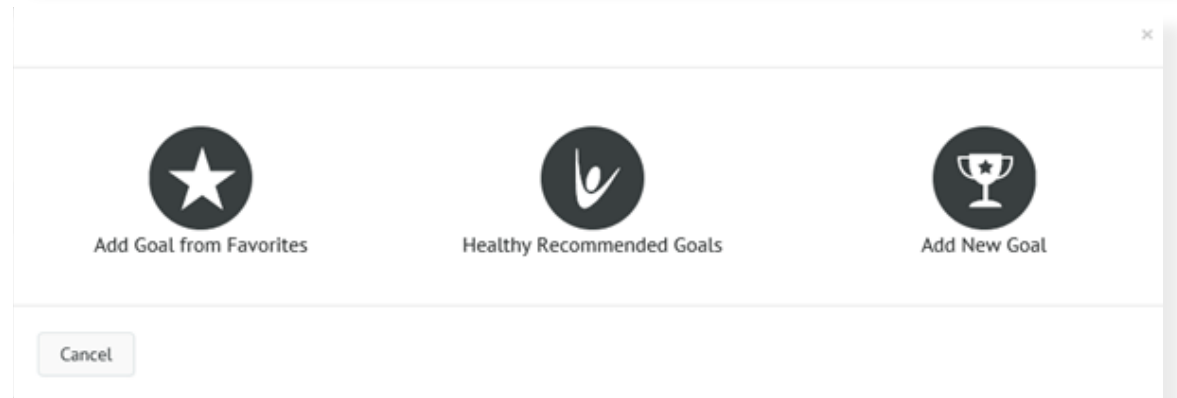 ×
Add Goal from Favorites
Healthy Recommended Goals
Add New Goal
Cancel